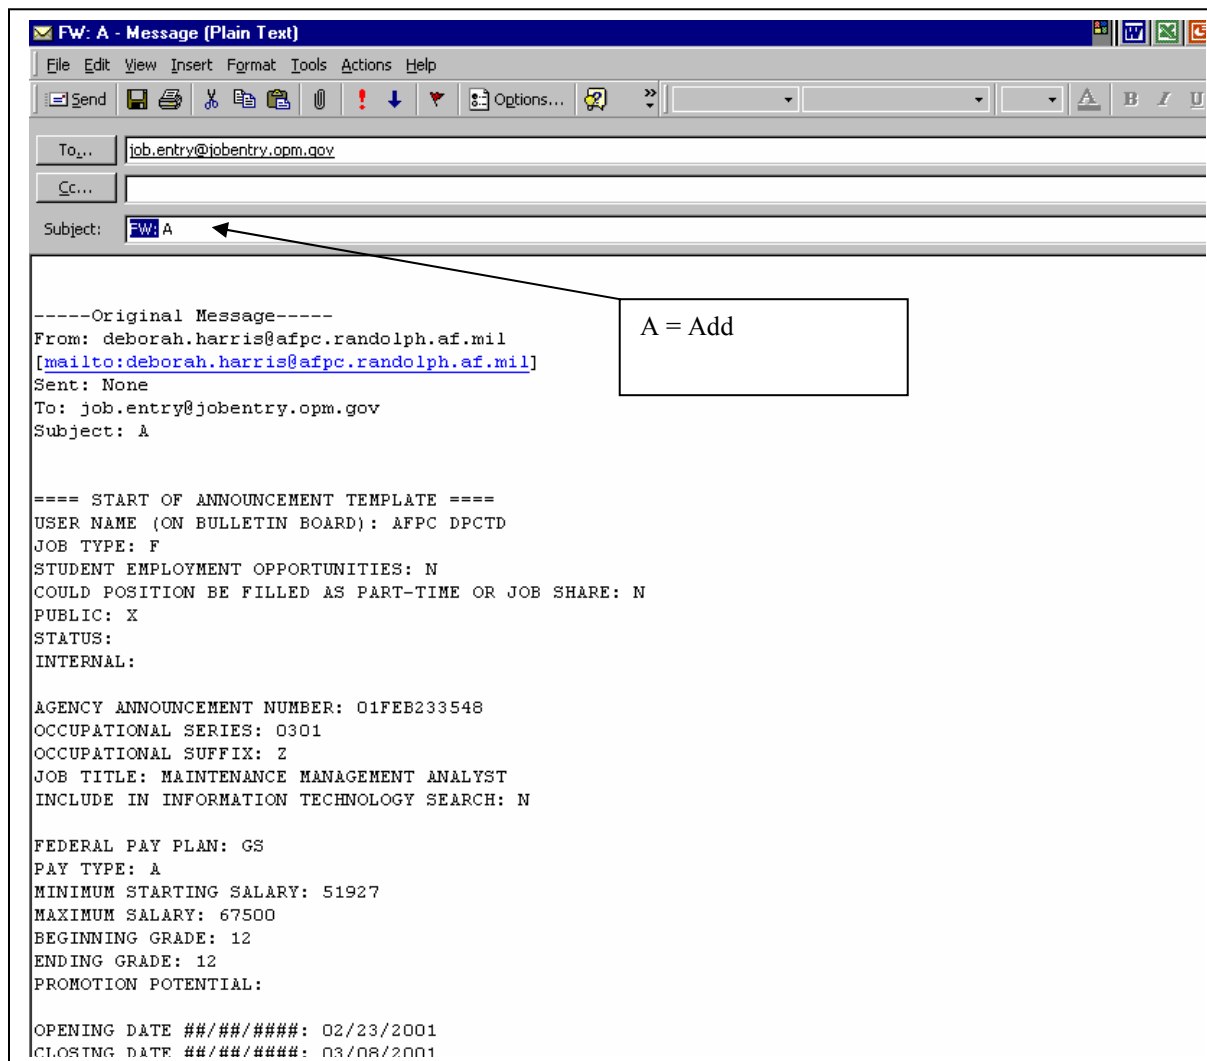 FW: A - Message (Plain Text)
File Edit View Insert Format Tools Actions Help
Send Options...
A B I U
To... job.entry@jobentry.opm.gov
Cc...
Subject: FW: A
A = Add
-----Original Message-----
From: deborah.harris@afpc.randolph.af.mil
[mailto:deborah.harris@afpc.randolph.af.mil]
Sent: None
To: job.entry@jobentry.opm.gov
Subject: A
==== START OF ANNOUNCEMENT TEMPLATE ====
USER NAME (ON BULLETIN BOARD): AFPC DPCTD
JOB TYPE: F
STUDENT EMPLOYMENT OPPORTUNITIES: N
COULD POSITION BE FILLED AS PART-TIME OR JOB SHARE: N
PUBLIC: X
STATUS:
INTERNAL:
AGENCY ANNOUNCEMENT NUMBER: 01FEB233548
OCCUPATIONAL SERIES: 0301
OCCUPATIONAL SUFFIX: Z
JOB TITLE: MAINTENANCE MANAGEMENT ANALYST
INCLUDE IN INFORMATION TECHNOLOGY SEARCH: N
FEDERAL PAY PLAN: GS
PAY TYPE: A
MINIMUM STARTING SALARY: 51927
MAXIMUM SALARY: 67500
BEGINNING GRADE: 12
ENDING GRADE: 12
PROMOTION POTENTIAL:
OPENING DATE ##/##/####: 02/23/2001
CLOSING DATE ##/##/####: 03/08/2001